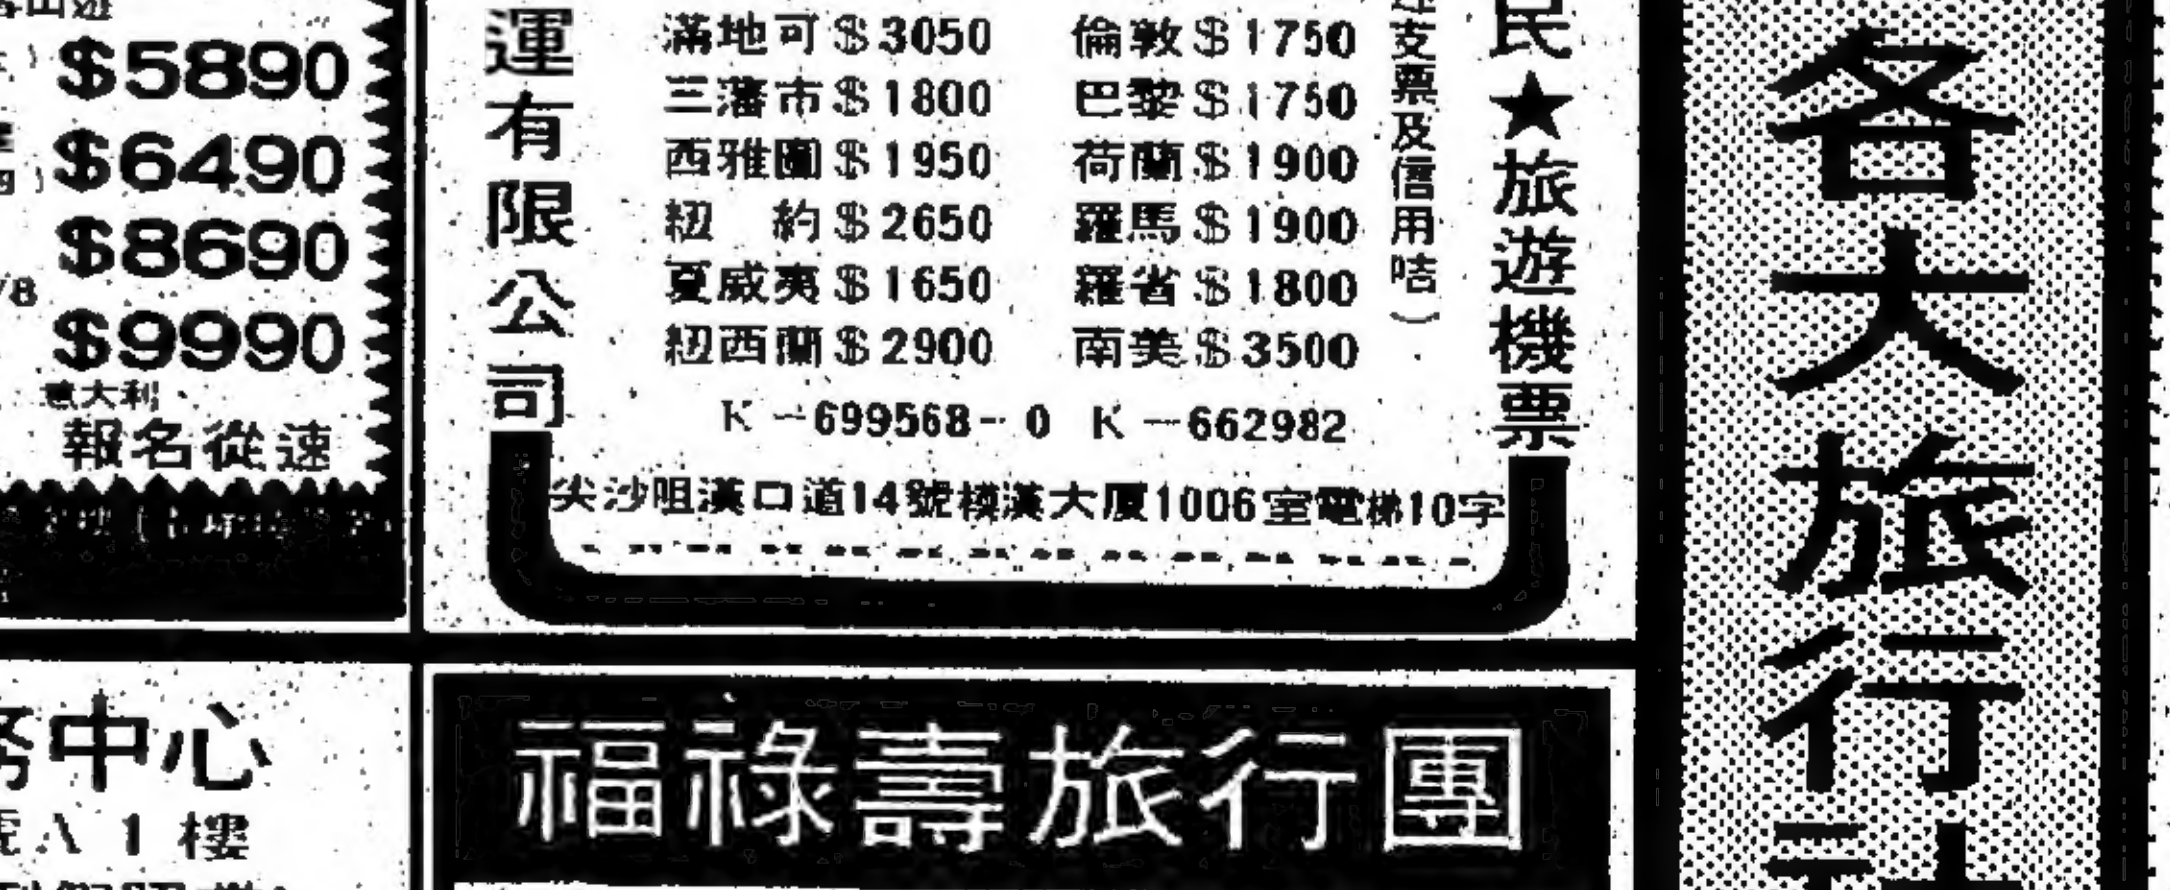 $5890
$6490
$8690
$9990
意大利
報名從速
運有限公司
滿地可$3050 倫敦$1750
三藩市$1800 巴黎$1750
西雅圖$1950 荷蘭$1900
紐 約$2650 羅馬$1900
夏威夷$1650 羅省$1800
紐西蘭$2900 南美$3500
支票及信用咭）
民★旅遊機票
K－699568－0 K－662982
尖沙咀漢口道14號模漢大廈1006室電梯10字
各大旅行
中心
A1樓
福祿壽旅行團